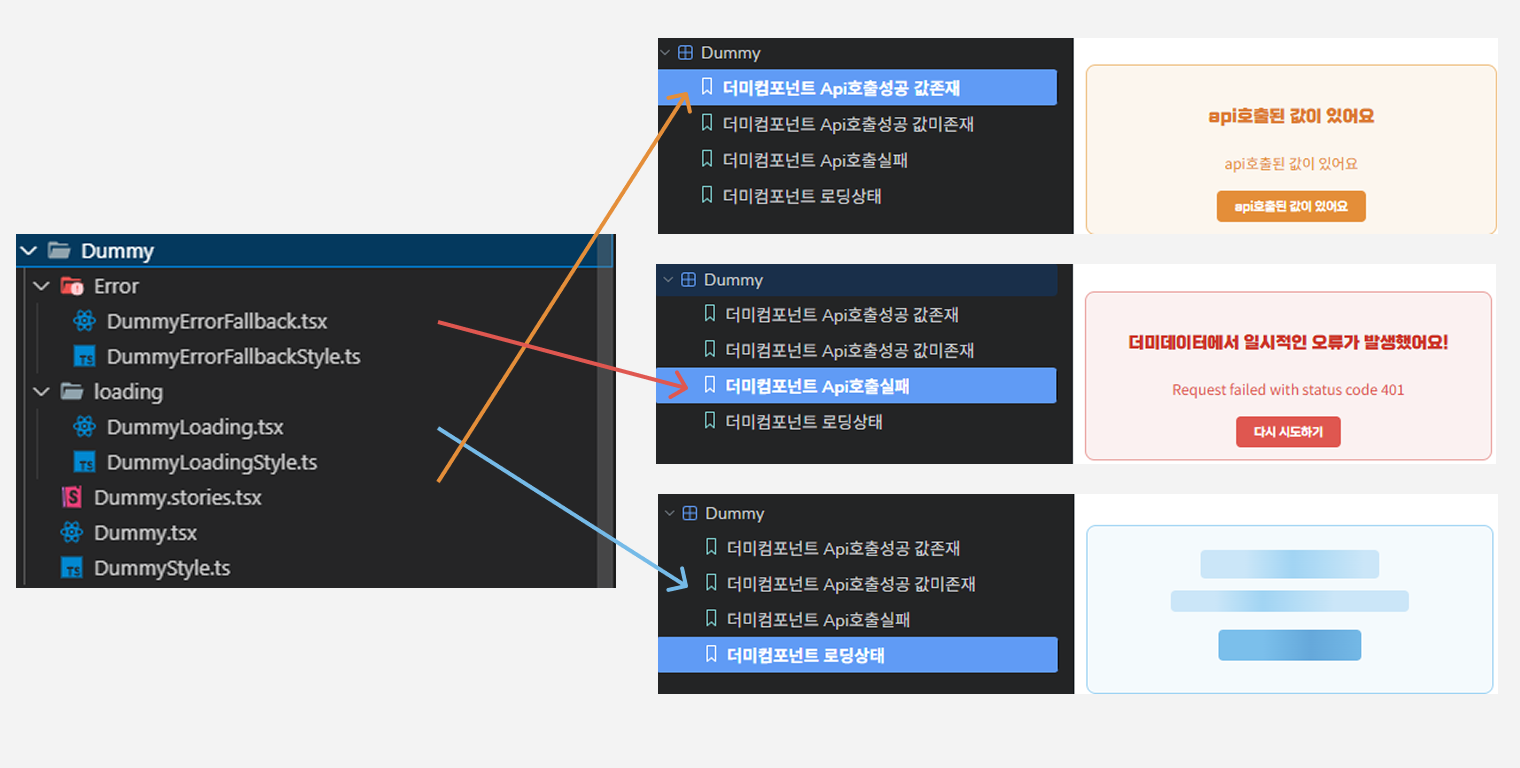 Dummy
Error
DummyErrorFallback.tsx
DummyErrorFallbackStyle.ts
loading
DummyLoading.tsx
DummyLoadingStyle.ts
Dummy.stories.tsx
Dummy.tsx
DummyStyle.ts
Dummy
더미컴포넌트 Api호출성공 값존재
더미컴포넌트 Api호출성공 값미존재
더미컴포넌트 Api호출실패
더미컴포넌트 로딩상태
api호출된 값이 있어요
api호출된 값이 있어요
api호출된 값이 있어요
Dummy
더미컴포넌트 Api호출성공 값존재
더미컴포넌트 Api호출성공 값미존재
더미컴포넌트 Api호출실패
더미컴포넌트 로딩상태
더미데이터에서 일시적인 오류가 발생했어요!
Request failed with status code 401
다시 시도하기
Dummy
더미컴포넌트 Api호출성공 값존재
더미컴포넌트 Api호출성공 값미존재
더미컴포넌트 Api호출실패
더미컴포넌트 로딩상태